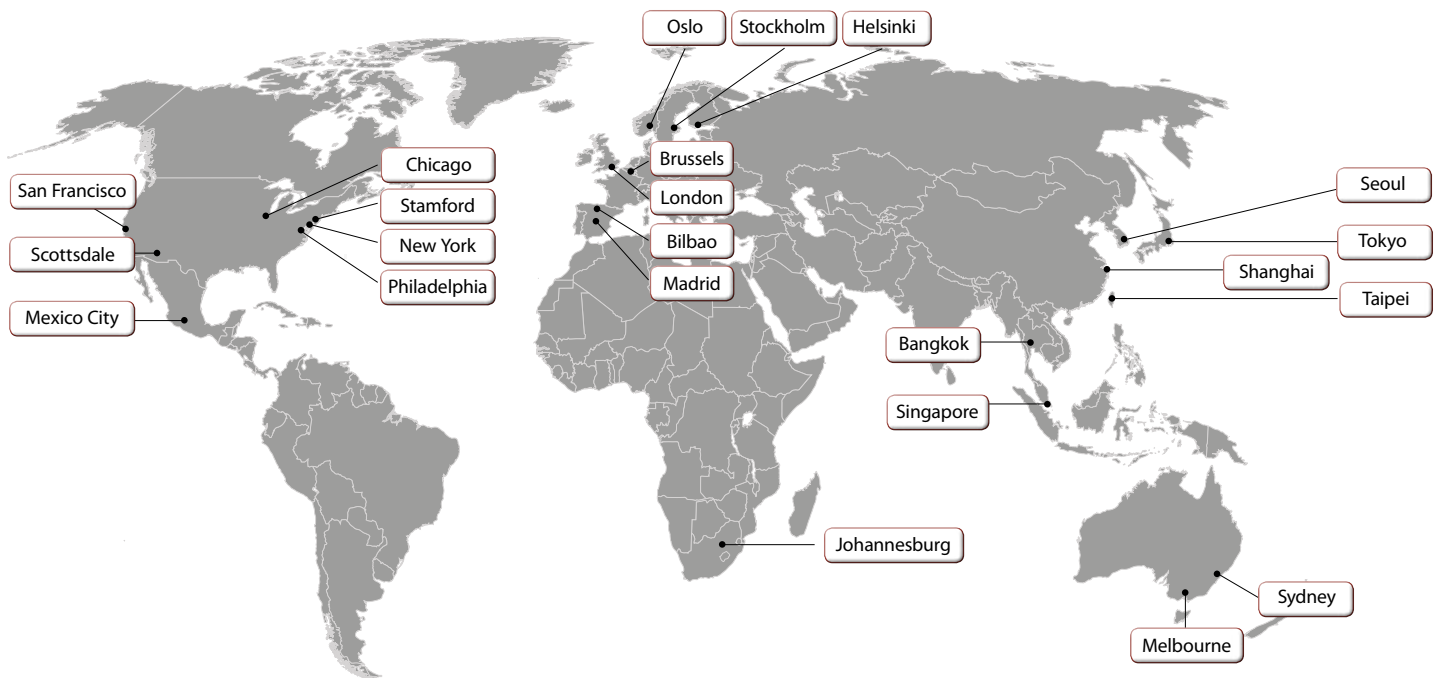 Oslo
Stockholm
Helsinki
Chicago
Brussels
San Francisco
Seoul
Stamford
London
Scottsdale
New York
Bilbao
Tokyo
Shanghai
Philadelphia
Madrid
Taipei
Mexico City
Bangkok
Singapore
Johannesburg
Sydney
Melbourne